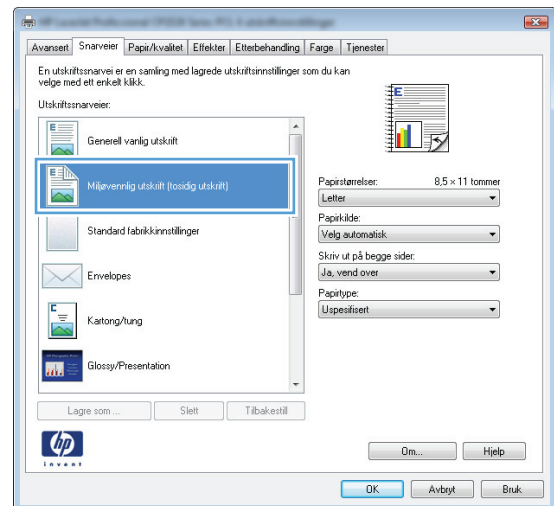 Avansert Snarveier Papir/kvalitet Effekter Etterbehandling Farge Tjenester
En utskriftssnarvei er en samling med lagrede utskriftsinnstillinger som du kan
velge med ett enkelt klikk.
Utskriftssnarveier:
Generell vanlig utskrift
Miljøvennlig utskrift (tosidig utskrift)
Standard fabrikkinnstillinger
Envelopes
Kartong/tung
Glossy/Presentation
Lagre som ... Slett Tilbakestill
Papirstørrelser: 8,5 × 11 tommer
Letter
Papirkilde:
Velg automatisk
Skriv ut på begge sider:
Ja, vend over
Papirtype:
Uspesifisert
hp
invent
Om... Hjelp
OK Avbryt Bruk